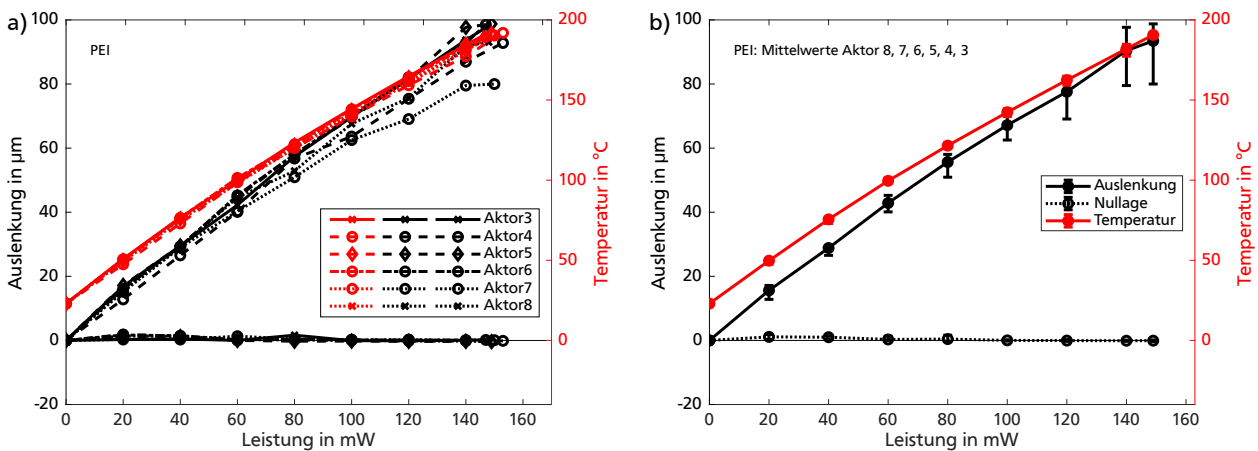 a)
PEI
Auslenkung in µm
100
80
60
40
20
0
-20
200
150
100
50
0
Temperatur in °C
Aktor3
Aktor4
Aktor5
Aktor6
Aktor7
Aktor8
0 20 40 60 80 100 120 140 160
Leistung in mW
b)
PEI: Mittelwerte Aktor 8, 7, 6, 5, 4, 3
Auslenkung in µm
100
80
60
40
20
0
-20
200
150
100
50
0
Temperatur in °C
Auslenkung
Nullage
Temperatur
0 20 40 60 80 100 120 140 160
Leistung in mW